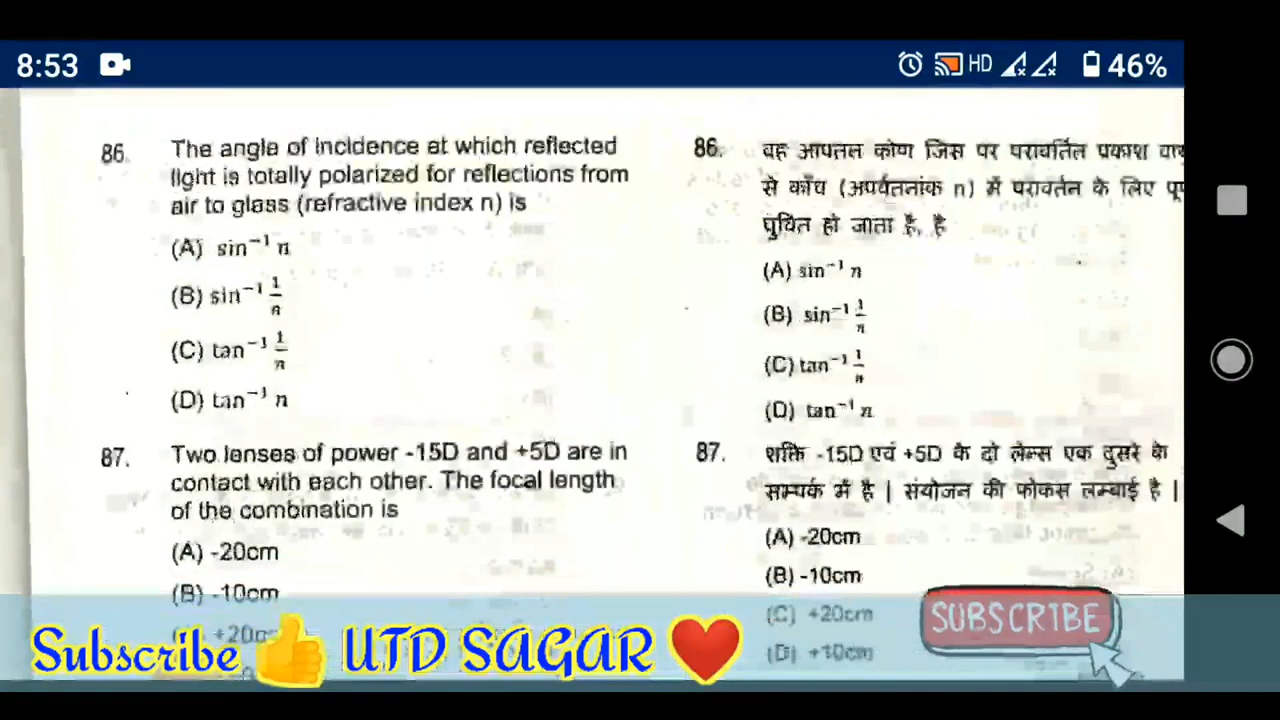 8:53
HD
46%
86. The angle of incidence at which reflected
light is totally polarized for reflections from
air to glass (refractive index n) is
(A) sin⁻¹ n
(B) sin⁻¹ 1/n
(C) tan⁻¹ 1/n
(D) tan⁻¹ n
87. Two lenses of power -15D and +5D are in
contact with each other. The focal length
of the combination is
(A) -20cm
(B) -10cm
86. वह आपतन कोण जिस पर परावर्तित प्रकाश
से काँच (अपर्वतनांक n) में परावर्तन के लिए
ध्रुवित हो जाता है, है
(A) sin⁻¹ n
(B) sin⁻¹ 1/n
(C) tan⁻¹ 1/n
(D) tan⁻¹ n
87. शक्ति -15D एवं +5D के दो लेन्स एक दुसरे के
सम्पर्क में है | संयोजन की फोकस लम्बाई है |
(A) -20cm
(B) -10cm
(C) +20cm
(D) +10cm
Subscribe UTD SAGAR
SUBSCRIBE